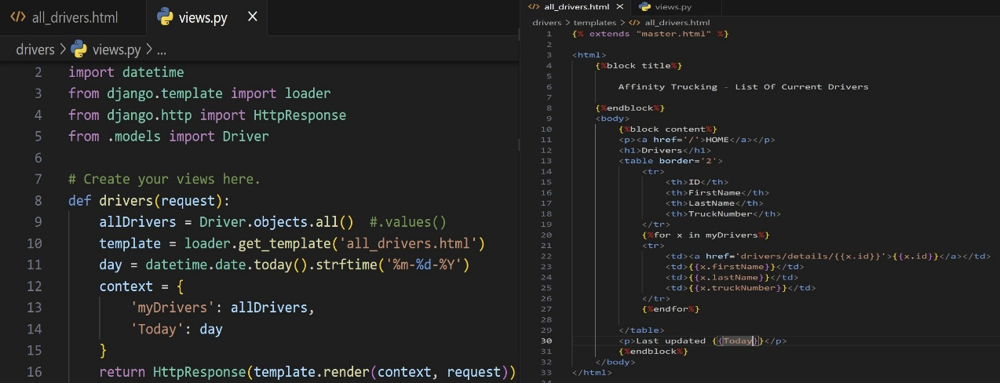 all_drivers.html views.py ×
drivers > views.py > ...
2 import datetime
3 from django.template import loader
4 from django.http import HttpResponse
5 from .models import Driver
6
7 # Create your views here.
8 def drivers(request):
9 allDrivers = Driver.objects.all() #.values()
10 template = loader.get_template('all_drivers.html')
11 day = datetime.date.today().strftime('%m-%d-%Y')
12 context = {
13 'myDrivers': allDrivers,
14 'Today': day
15 }
16 return HttpResponse(template.render(context, request))
all_drivers.html × views.py
drivers > templates > all_drivers.html
1 {% extends "master.html" %}
2
3 <html>
4 {%block title%}
5
6 Affinity Trucking - List Of Current Drivers
7
8 {%endblock%}
9 <body>
10 {%block content%}
11 <p><a href='/'>HOME</a></p>
12 <h1>Drivers</h1>
13 <table border='2'>
14 <tr>
15 <th>ID</th>
16 <th>FirstName</th>
17 <th>LastName</th>
18 <th>TruckNumber</th>
19 </tr>
20 {%for x in myDrivers%}
21 <tr>
22 <td><a href='drivers/details/{{x.id}}'>{{x.id}}</a></td>
23 <td>{{x.firstName}}</td>
24 <td>{{x.lastName}}</td>
25 <td>{{x.truckNumber}}</td>
26 </tr>
27 {%endfor%}
28
29 </table>
30 <p>Last updated {{Today}}</p>
31 {%endblock%}
32 </body>
33 </html>